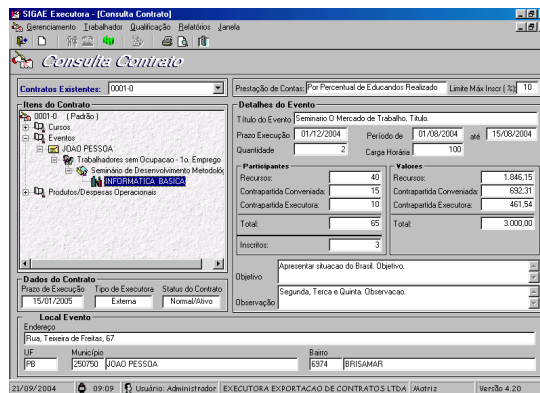 SIGAE Executora - [Consulta Contrato]
Gerenciamento Trabalhador Qualificação Relatórios Janela
Consulta Contrato
Contratos Existentes: 0001-0
Prestação de Contas: Por Percentual de Educandos Realizado Limite Máx Inscr ( %): 10
Itens do Contrato
0001-0 ( Padrão )
Cursos
Eventos
JOAO PESSOA
Trabalhadores sem Ocupacao - 1o. Emprego
Seminário de Desenvolvimento Metodológ
INFORMATICA BASICA
Produtos/Despesas Operacionais
Detalhes do Evento
Título do Evento Seminario O Mercado de Trabalho. Titulo.
Prazo Execução 01/12/2004 Período de 01/08/2004 até 15/08/2004
Quantidade 2 Carga Horária 100
Participantes
Recursos: 40
Contrapartida Conveniada: 15
Contrapartida Executora: 10
Total: 65
Inscritos: 3
Valores
Recursos: 1.846,15
Contrapartida Conveniada: 692,31
Contrapartida Executora: 461,54
Total: 3.000,00
Objetivo Apresentar situacao do Brasil. Objetivo.
Observação Segunda, Terca e Quinta. Observacao.
Dados do Contrato
Prazo de Execução Tipo de Executora Status do Contrato
15/01/2005 Externa Normal/Ativo
Local Evento
Endereço
Rua, Teixeira de Freitas, 67
UF Município Bairro
PB 250750 JOAO PESSOA 6974 BRISAMAR
21/09/2004 09:09 Usuário: Administrador EXECUTORA EXPORTACAO DE CONTRATOS LTDA Matriz Versão 4.20